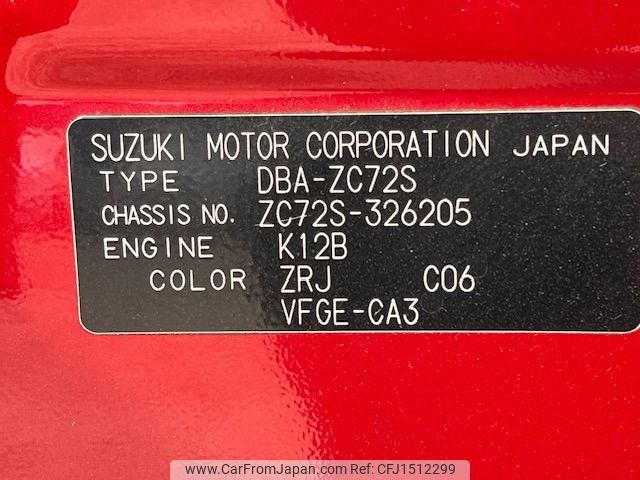 SUZUKI MOTOR CORPORATION JAPAN
TYPE DBA-ZC72S
CHASSIS NO. ZC72S-326205
ENGINE K12B
COLOR ZRJ C06
VFGE-CA3
www.CarFromJapan.com - CFJ1512299